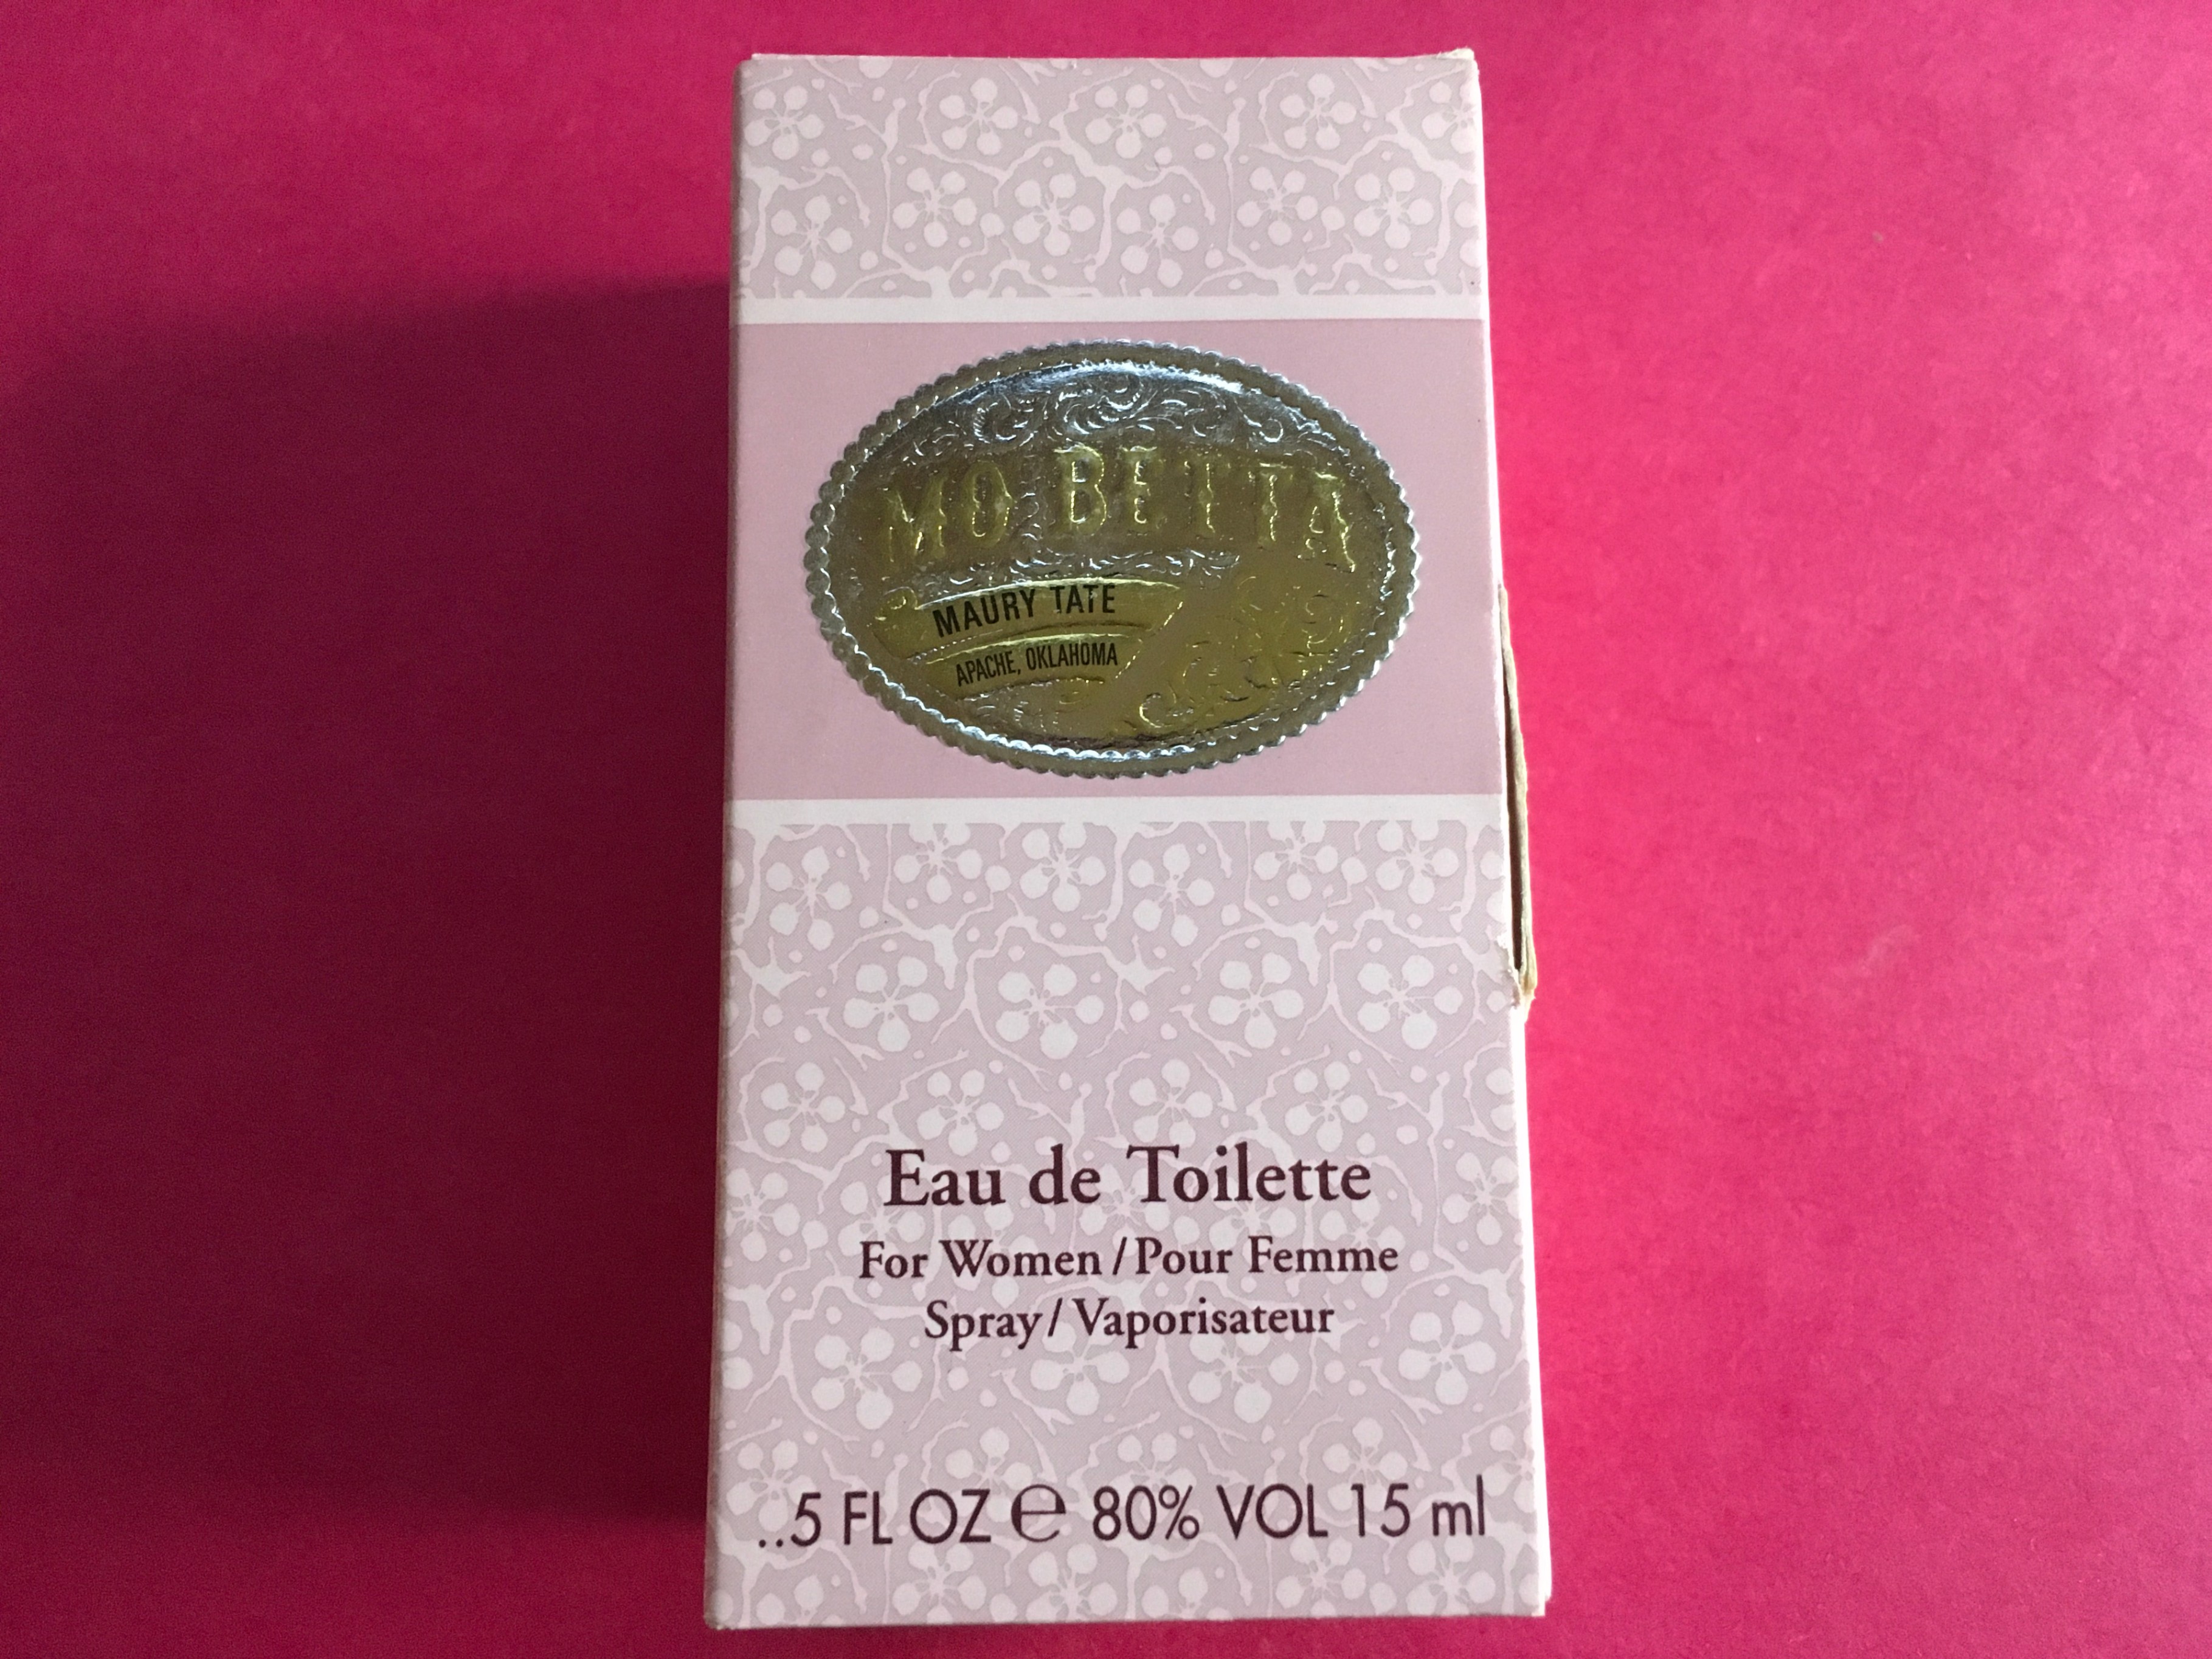 MO BETTA
MAURY TATE
APACHE, OKLAHOMA
Eau de Toilette
For Women / Pour Femme
Spray / Vaporisateur
..5 FL OZ ℮ 80% VOL 15 ml